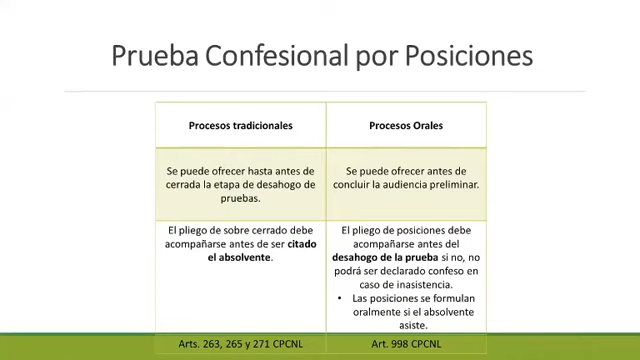 Prueba Confesional por Posiciones
Procesos tradicionales
Procesos Orales
Se puede ofrecer hasta antes de
cerrada la etapa de desahogo de
pruebas.
Se puede ofrecer antes de
concluir la audiencia preliminar.
El pliego de sobre cerrado debe
acompañarse antes de ser citado
el absolvente.
El pliego de posiciones debe
acompañarse antes del
desahogo de la prueba si no, no
podrá ser declarado confeso en
caso de inasistencia.
• Las posiciones se formulan
oralmente si el absolvente
asiste.
Arts. 263, 265 y 271 CPCNL
Art. 998 CPCNL